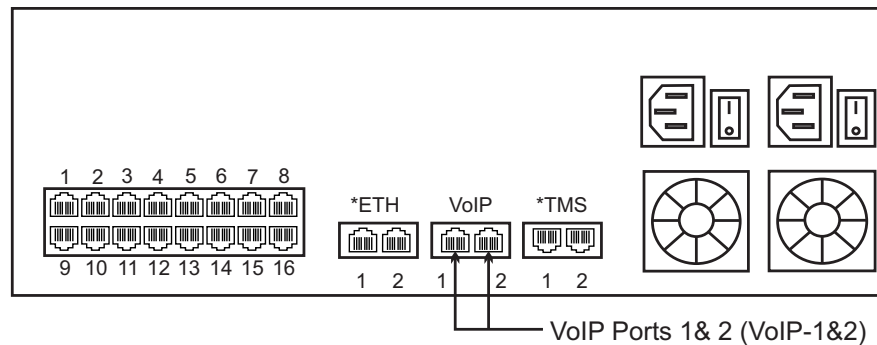 1 2 3 4 5 6 7 8
*ETH VoIP *TMS
9 10 11 12 13 14 15 16
1 2 1 2 1 2
VoIP Ports 1& 2 (VoIP-1&2)